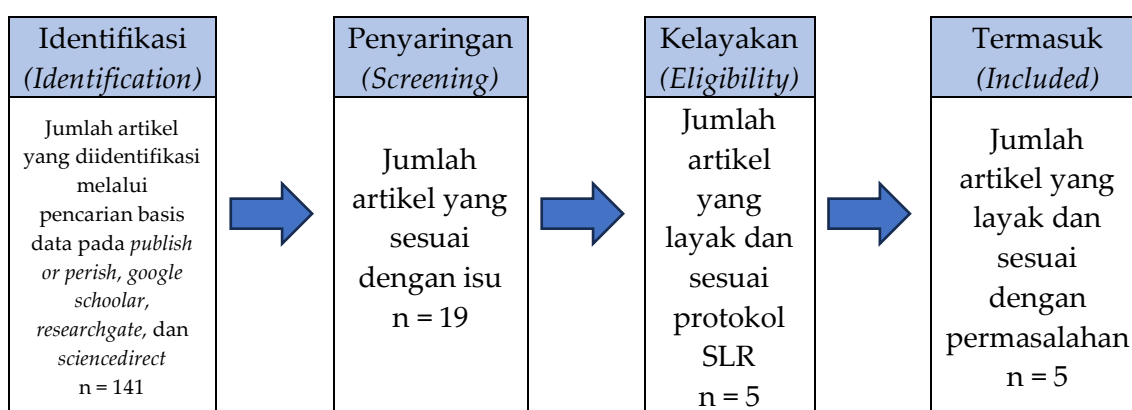 Identifikasi
(Identification)
Jumlah artikel
yang diidentifikasi
melalui
pencarian basis
data pada publish
or perish, google
schoolar,
researchgate, dan
sciencedirect
n = 141
Penyaringan
(Screening)
Jumlah
artikel yang
sesuai
dengan isu
n = 19
Kelayakan
(Eligibility)
Jumlah
artikel
yang
layak dan
sesuai
protokol
SLR
n = 5
Termasuk
(Included)
Jumlah
artikel yang
layak dan
sesuai
dengan
permasalahan
n = 5